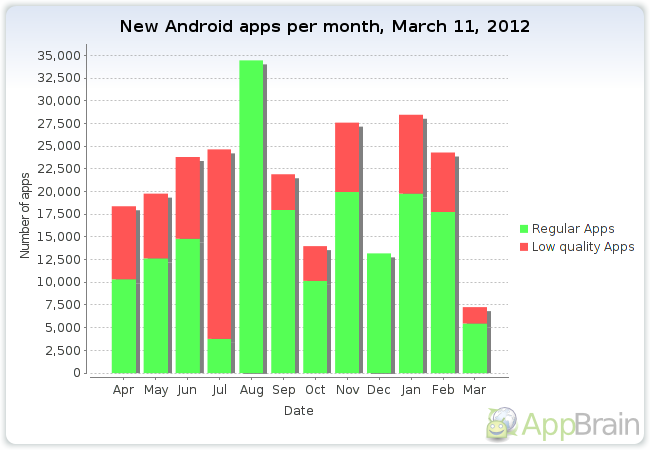 New Android apps per month, March 11, 2012
35,000
32,500
30,000
27,500
25,000
22,500
20,000
17,500
15,000
12,500
10,000
7,500
5,000
2,500
0
Number of apps
Apr May Jun Jul Aug Sep Oct Nov Dec Jan Feb Mar
Date
Regular Apps
Low quality Apps
AppBrain